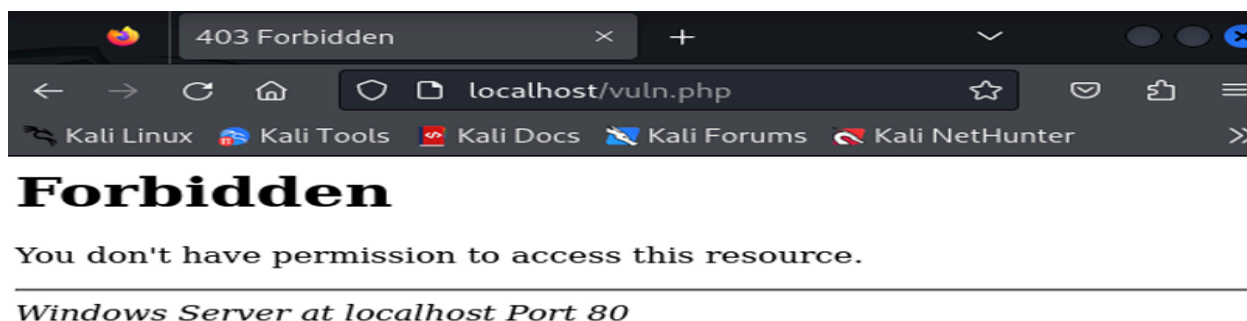 403 Forbidden
localhost/vuln.php
Kali Linux Kali Tools Kali Docs Kali Forums Kali NetHunter
Forbidden
You don't have permission to access this resource.
Windows Server at localhost Port 80